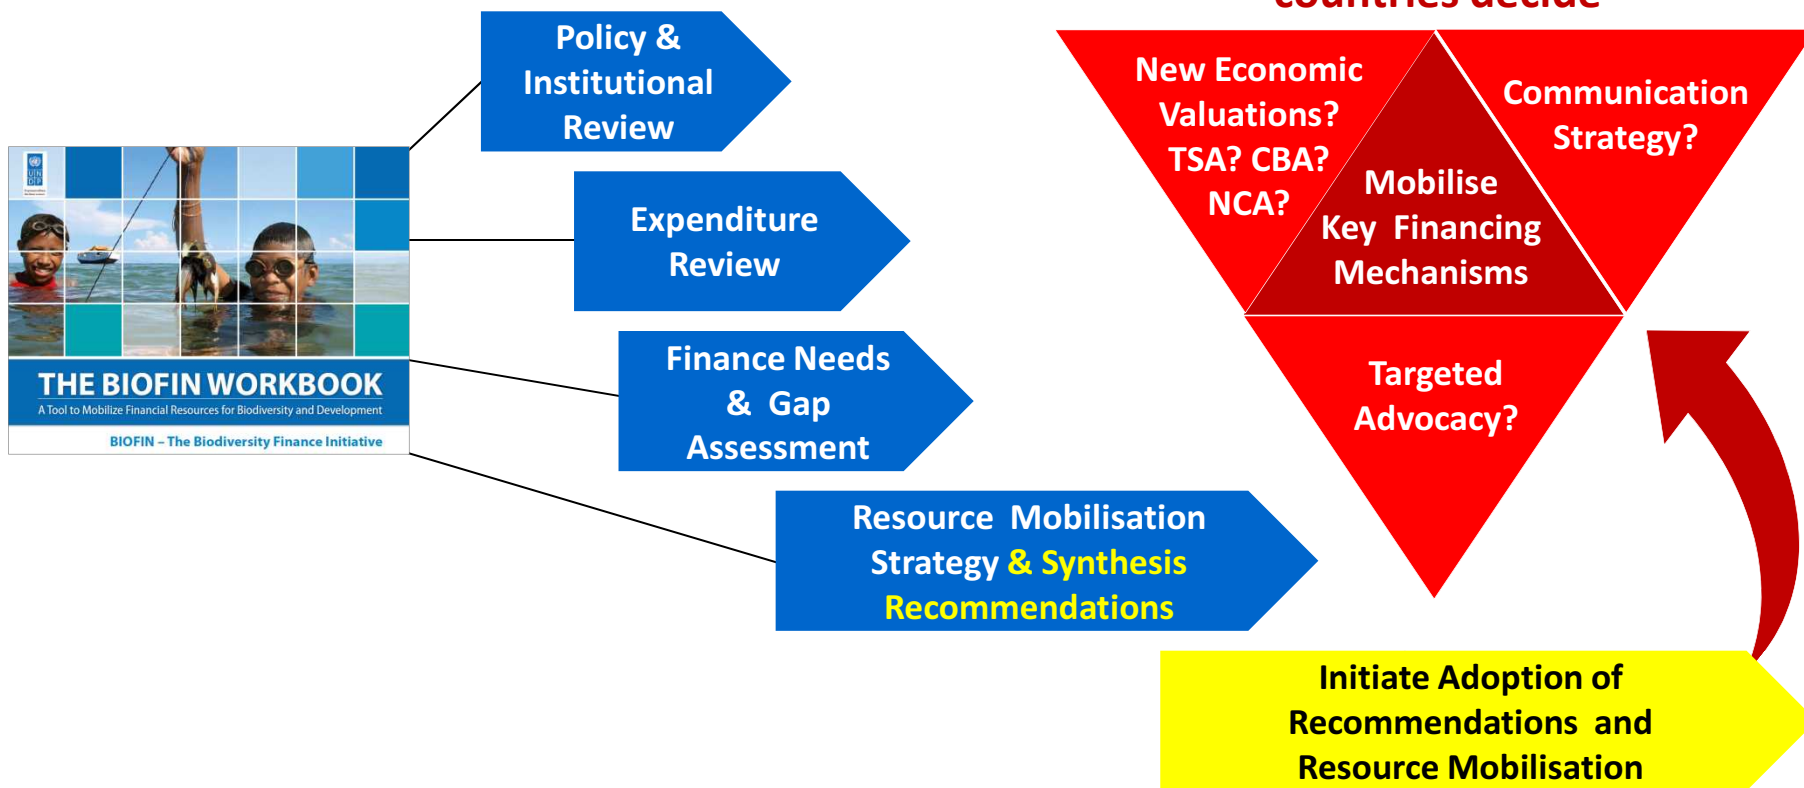 countries decide
Policy &
Institutional
Review
Expenditure
Review
Finance Needs
& Gap
Assessment
Resource Mobilisation
Strategy & Synthesis
Recommendations
Initiate Adoption of
Recommendations and
Resource Mobilisation
New Economic
Valuations?
TSA? CBA?
NCA?
Mobilise
Key Financing
Mechanisms
Communication
Strategy?
Targeted
Advocacy?
U N
D P
THE BIOFIN WORKBOOK
A Tool to Mobilize Financial Resources for Biodiversity and Development
BIOFIN – The Biodiversity Finance Initiative